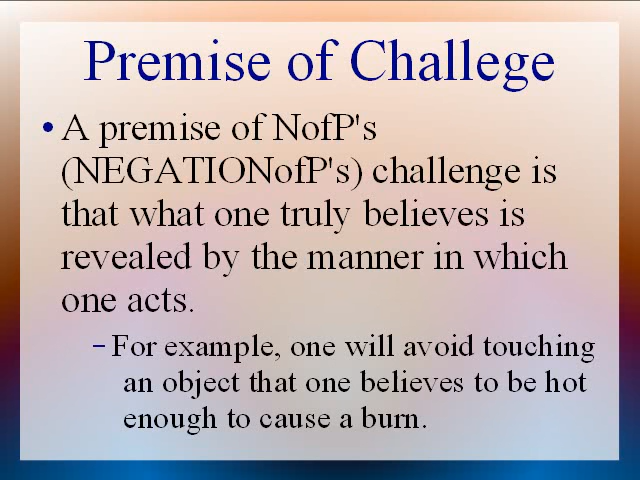 Premise of Challege
• A premise of NofP's
(NEGATIONofP's) challenge is
that what one truly believes is
revealed by the manner in which
one acts.
– For example, one will avoid touching
an object that one believes to be hot
enough to cause a burn.